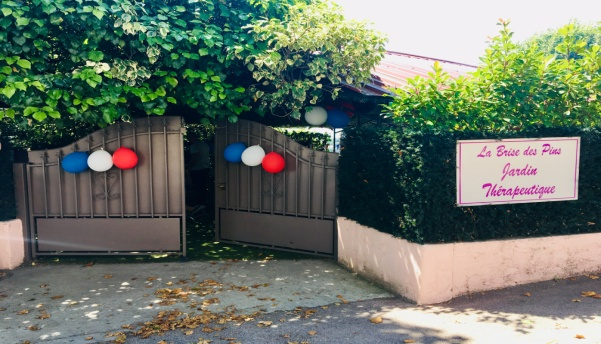 La Brise des Pins
Jardin
Thérapeutique